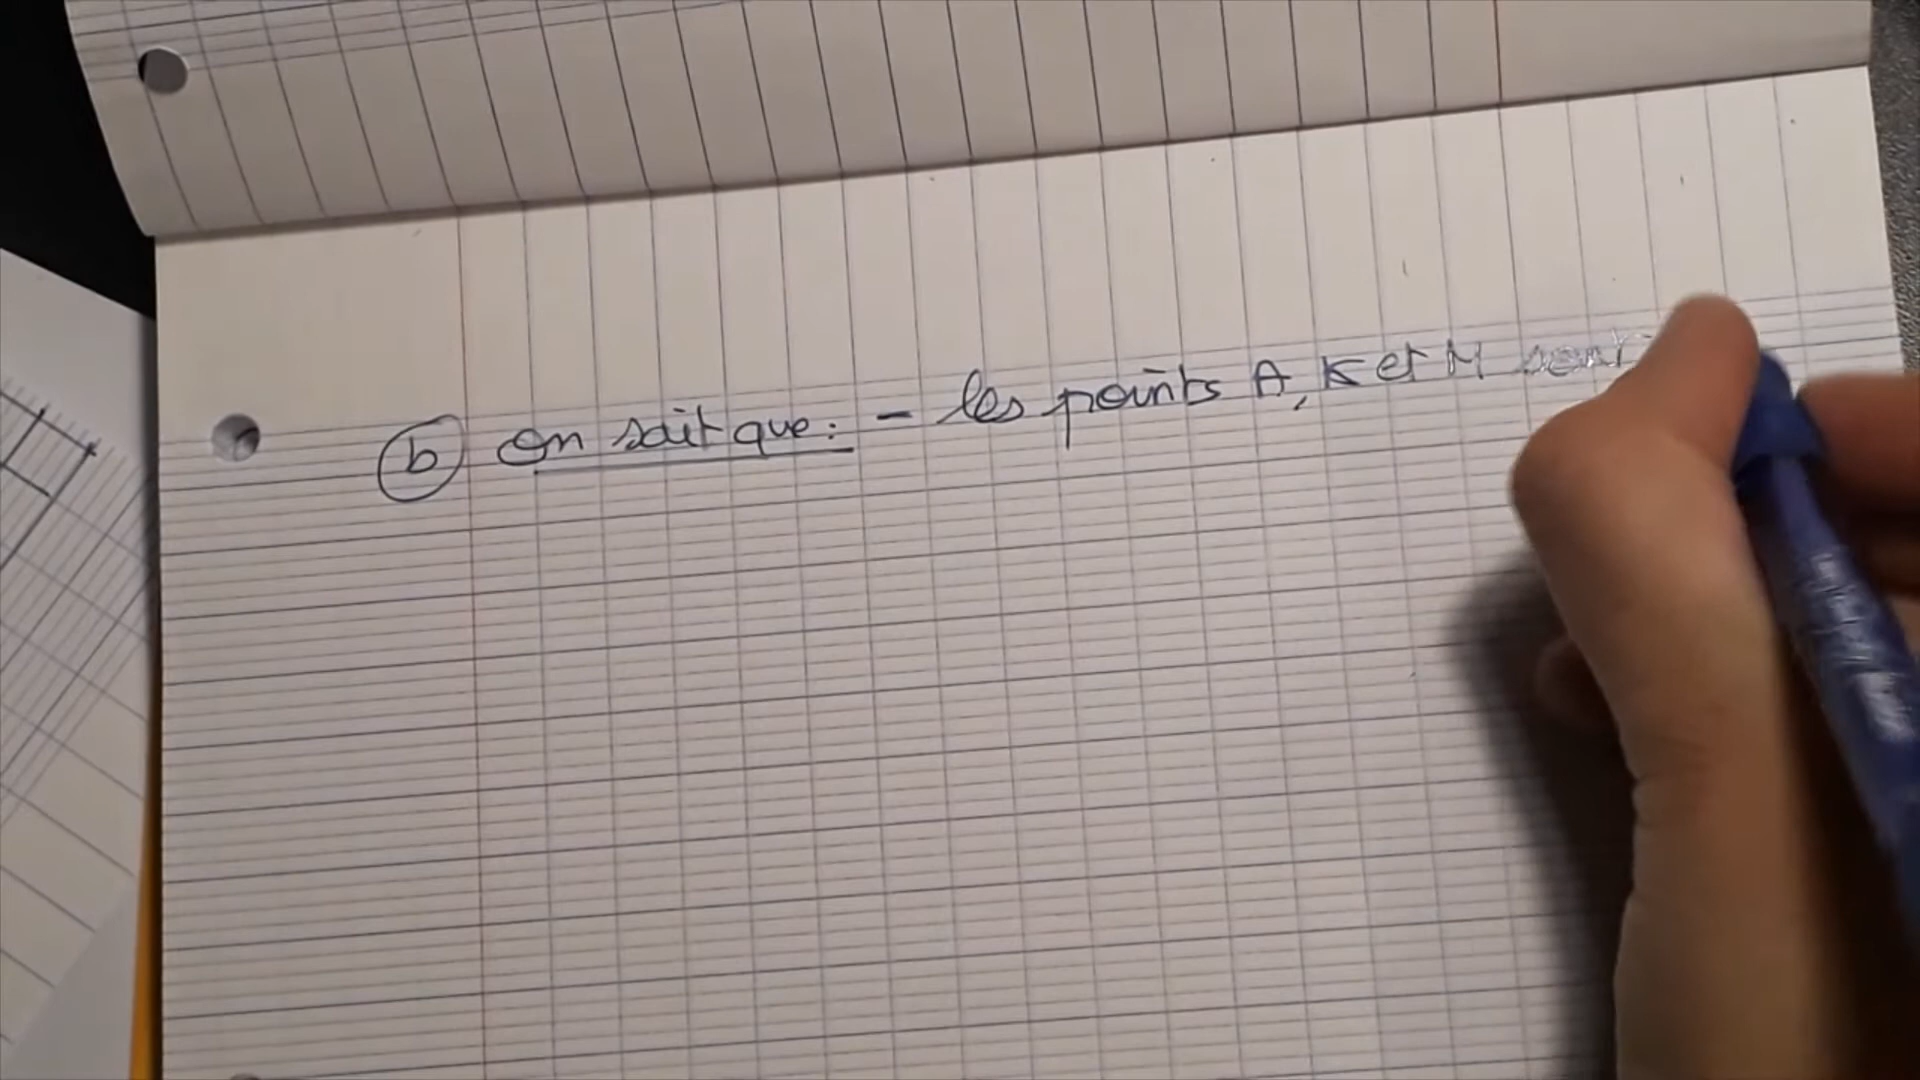 b On sait que : - les points A, K et M sont